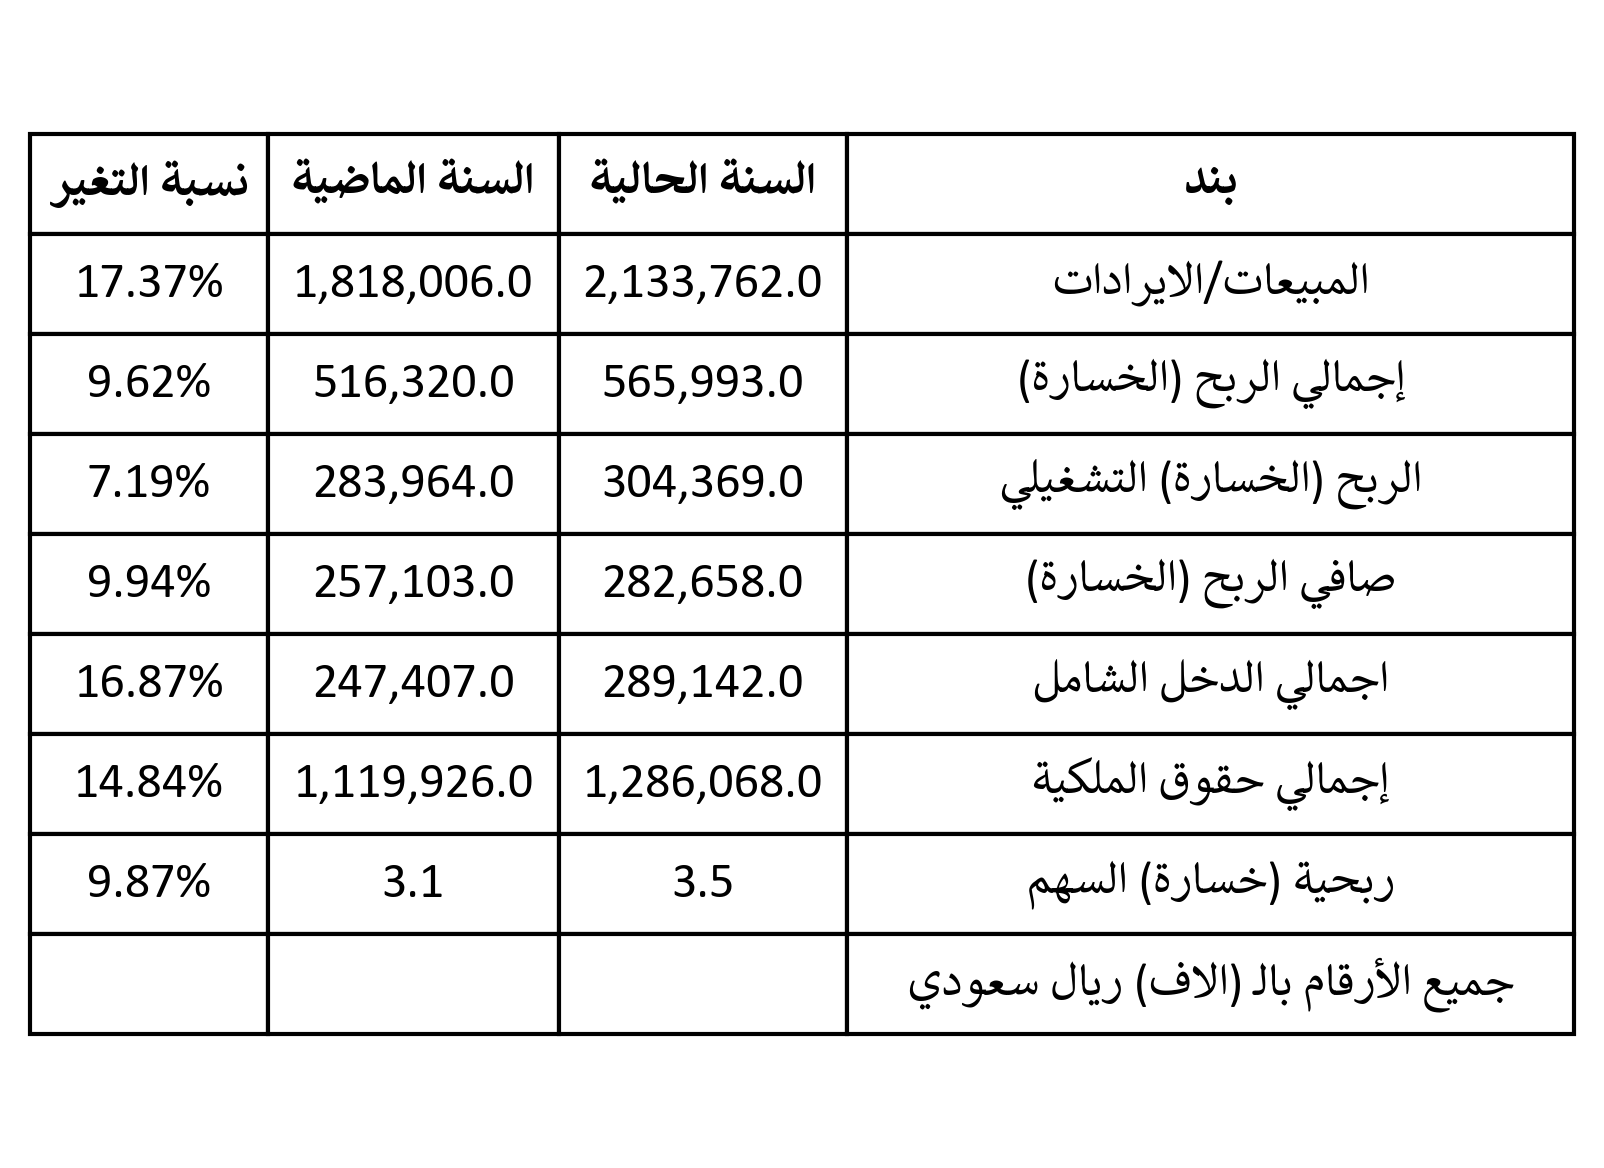 بند السنة الحالية السنة الماضية نسبة التغير
المبيعات/الايرادات 2,133,762.0 1,818,006.0 17.37%
إجمالي الربح (الخسارة) 565,993.0 516,320.0 9.62%
الربح (الخسارة) التشغيلي 304,369.0 283,964.0 7.19%
صافي الربح (الخسارة) 282,658.0 257,103.0 9.94%
اجمالي الدخل الشامل 289,142.0 247,407.0 16.87%
إجمالي حقوق الملكية 1,286,068.0 1,119,926.0 14.84%
ربحية (خسارة) السهم 3.5 3.1 9.87%
جميع الأرقام بالـ (الاف) ريال سعودي